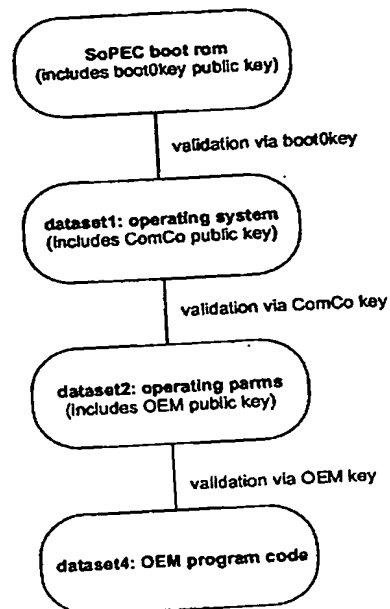 SoPEC boot rom
(includes boot0key public key)
validation via boot0key
dataset1: operating system
(includes ComCo public key)
validation via ComCo key
dataset2: operating parms
(includes OEM public key)
validation via OEM key
dataset4: OEM program code